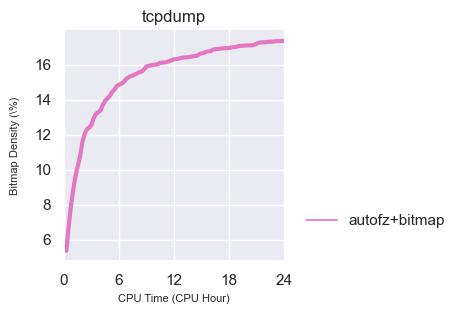 tcpdump
Bitmap Density (\%)
16
14
12
10
8
6
0 6 12 18 24
CPU Time (CPU Hour)
autofz+bitmap